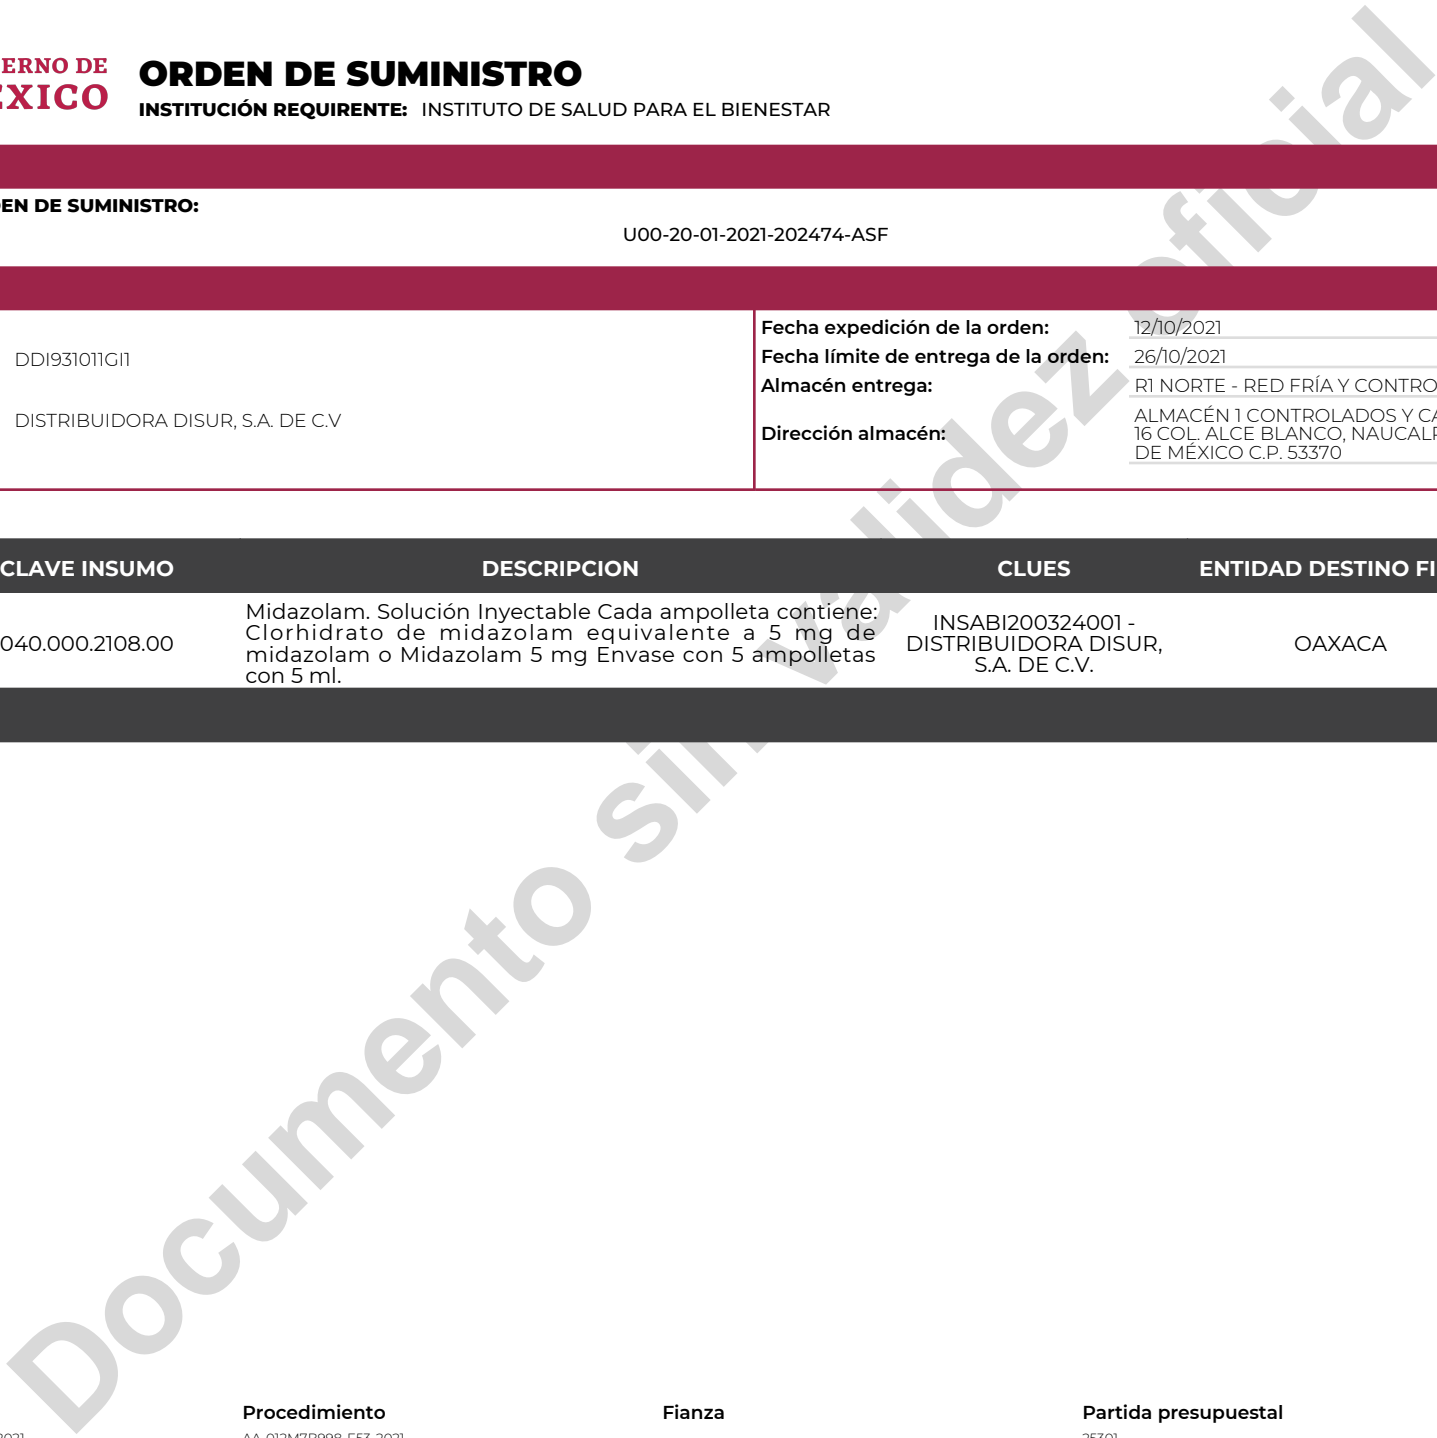 ERNO DE
ORDEN DE SUMINISTRO
INSTITUCIÓN REQUIRENTE: INSTITUTO DE SALUD PARA EL BIENESTAR
EN DE SUMINISTRO:
U00-20-01-2021-202474-ASF
DDI931011GI1
DISTRIBUIDORA DISUR, S.A. DE C.V
Fecha expedición de la orden: 12/10/2021
Fecha límite de entrega de la orden: 26/10/2021
Almacén entrega: R1 NORTE - RED FRÍA Y CONTRO
Dirección almacén: ALMACÉN 1 CONTROLADOS Y CA
16 COL. ALCE BLANCO, NAUCALP
DE MÉXICO C.P. 53370
CLAVE INSUMO DESCRIPCION CLUES ENTIDAD DESTINO FI
040.000.2108.00
Midazolam. Solución Inyectable Cada ampolleta contiene:
Clorhidrato de midazolam equivalente a 5 mg de
midazolam o Midazolam 5 mg Envase con 5 ampolletas
con 5 ml.
INSABI200324001 -
DISTRIBUIDORA DISUR,
S.A. DE C.V.
OAXACA
Documento sin validez oficial
Procedimiento Fianza Partida presupuestal